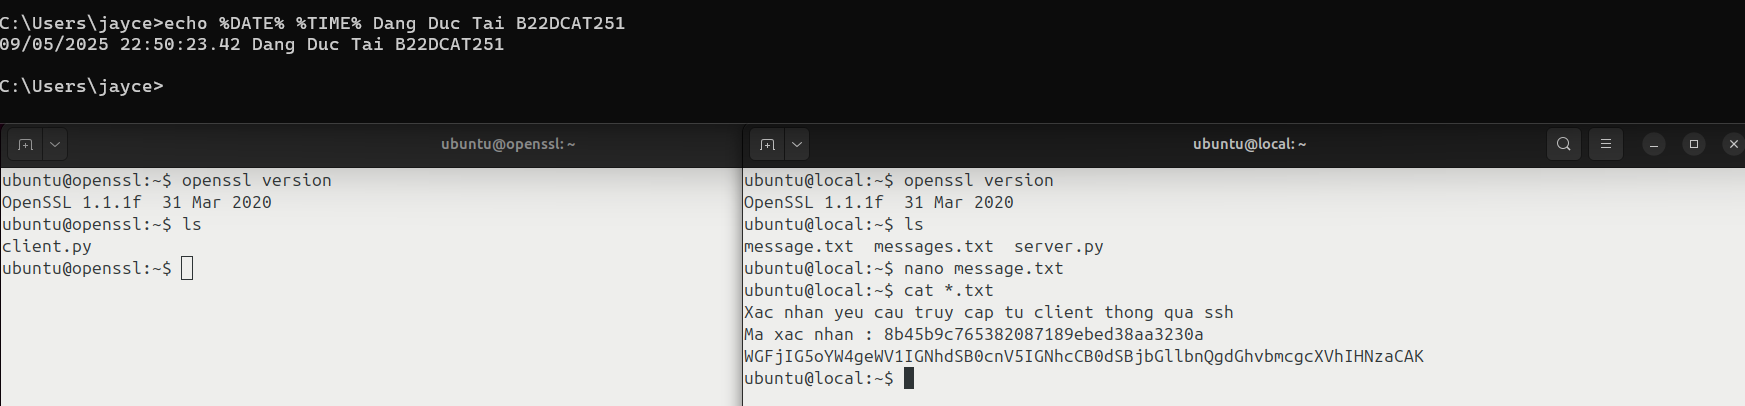 C:\Users\jayce>echo %DATE% %TIME% Dang Duc Tai B22DCAT251
09/05/2025 22:50:23.42 Dang Duc Tai B22DCAT251
C:\Users\jayce>
ubuntu@openssl: ~
ubuntu@openssl:~$ openssl version
OpenSSL 1.1.1f  31 Mar 2020
ubuntu@openssl:~$ ls
client.py
ubuntu@openssl:~$
ubuntu@local: ~
ubuntu@local:~$ openssl version
OpenSSL 1.1.1f  31 Mar 2020
ubuntu@local:~$ ls
message.txt  messages.txt  server.py
ubuntu@local:~$ nano message.txt
ubuntu@local:~$ cat *.txt
Xac nhan yeu cau truy cap tu client thong qua ssh
Ma xac nhan : 8b45b9c765382087189ebed38aa3230a
WGFjIG5oYW4geWV1IGNhdSB0cnV5IGNhcCB0dSBjbGllbnQgdGhvbmcgcXVhIHNzaCAK
ubuntu@local:~$